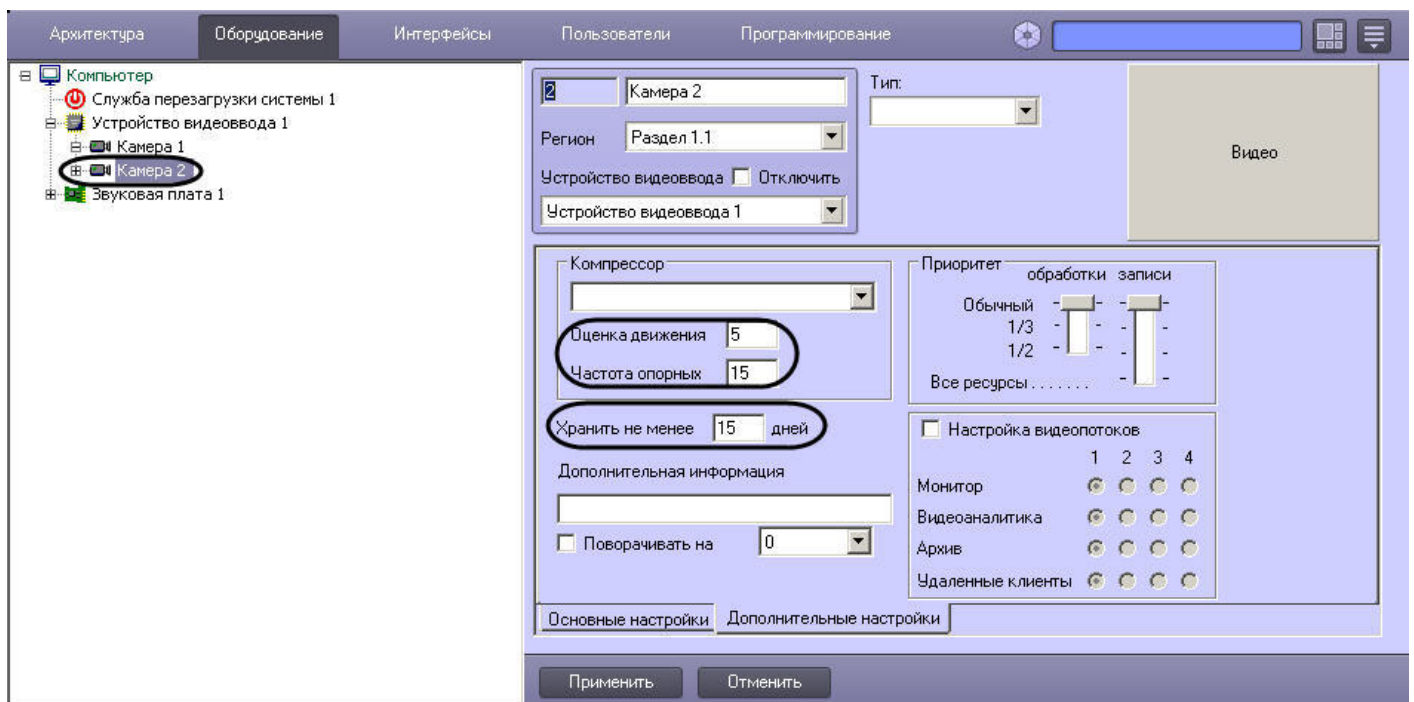 Архитектура Оборудование Интерфейсы Пользователи Программирование
Компьютер
Служба перезагрузки системы 1
Устройство видеоввода 1
Камера 1
Камера 2
Звуковая плата 1
2 Камера 2
Тип:
Регион Раздел 1.1
Устройство видеоввода Отключить
Устройство видеоввода 1
Видео
Компрессор
Оценка движения 5
Частота опорных 15
Хранить не менее 15 дней
Дополнительная информация
Поворачивать на 0
Приоритет
обработки записи
Обычный
1/3
1/2
Все ресурсы . . . . . . .
Настройка видеопотоков
1 2 3 4
Монитор
Видеоаналитика
Архив
Удаленные клиенты
Основные настройки Дополнительные настройки
Применить Отменить